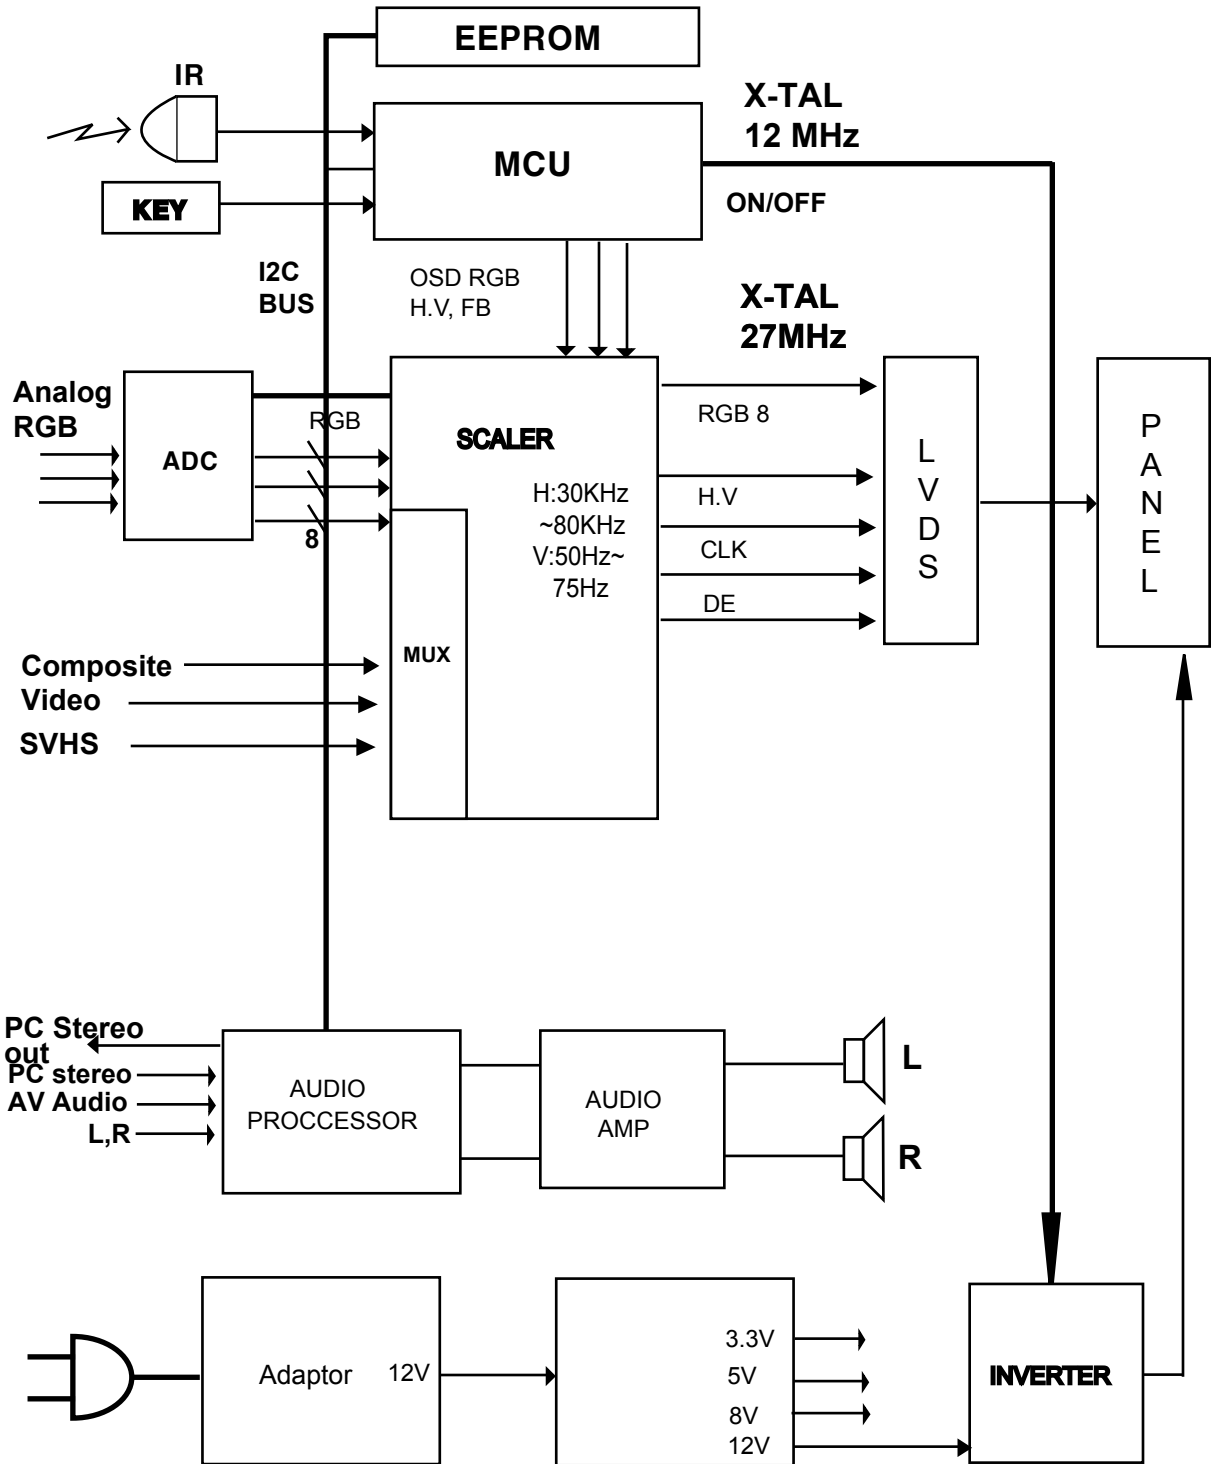 EEPROM
IR
X-TAL
12 MHz
MCU
KEY
ON/OFF
I2C
BUS
OSD RGB
H.V, FB
X-TAL
27MHz
Analog
RGB
ADC
RGB
8
SCALER
H:30KHz
~80KHz
V:50Hz~
75Hz
MUX
RGB 8
H.V
CLK
DE
L
V
D
S
P
A
N
E
L
Composite
Video
SVHS
PC Stereo
out
PC stereo
AV Audio
L,R
AUDIO
PROCCESSOR
AUDIO
AMP
L
R
Adaptor
12V
3.3V
5V
8V
12V
INVERTER